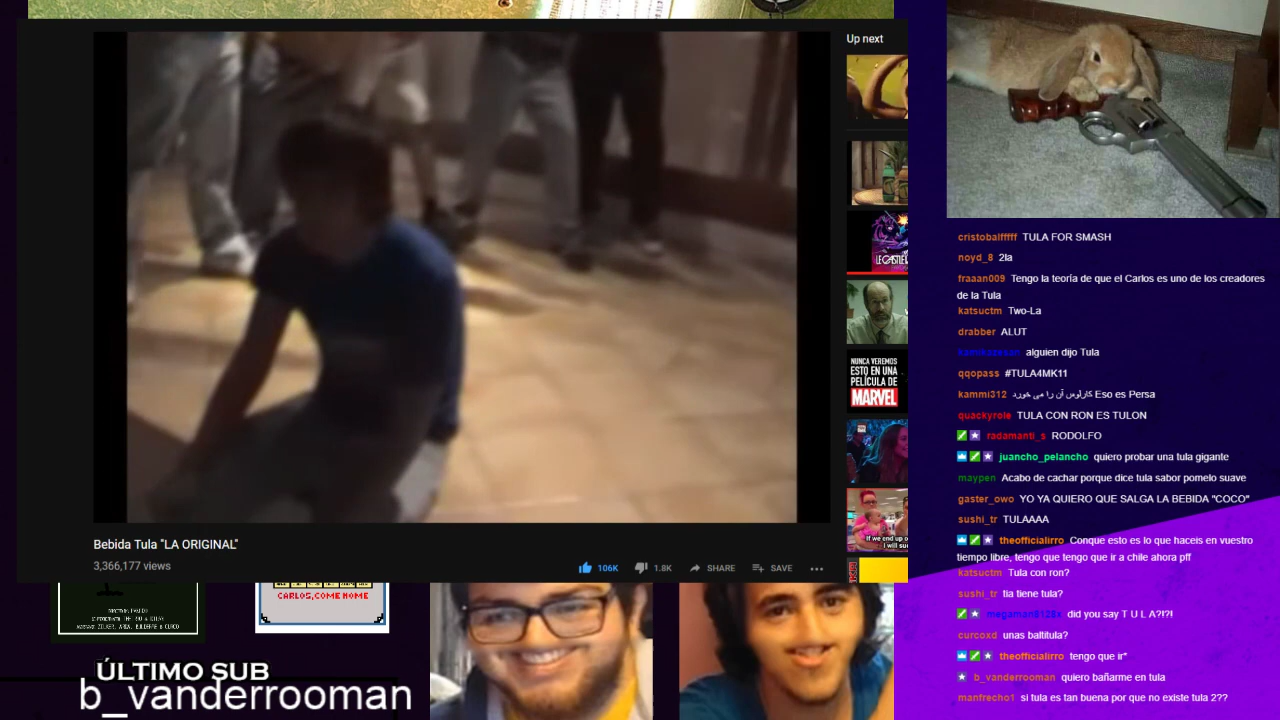 Up next
LECASTLE
NUNCA VEREMOS
ESTO EN UNA
PELÍCULA DE
MARVEL
If we end up o
i will su
Bebida Tula "LA ORIGINAL"
3,366,177 views
106K
1.8K
SHARE
SAVE
CARLOS,COME HOME
ÚLTIMO SUB
b_vanderrooman
cristobalfffff TULA FOR SMASH
noyd_8 2la
fraaan009 Tengo la teoría de que el Carlos es uno de los creadores
de la Tula
katsuctm Two-La
drabber ALUT
alguien dijo Tula
qqopass #TULA4MK11
kammi312 کارلوس آن را می خورد Eso es Persa
quackyrole TULA CON RON ES TULON
radamanti_s RODOLFO
juancho_pelancho quiero probar una tula gigante
maypen Acabo de cachar porque dice tula sabor pomelo suave
gaster_owo YO YA QUIERO QUE SALGA LA BEBIDA "COCO"
sushi_tr TULAAAA
theofficialirro Conque esto es lo que haceis en vuestro
tiempo libre, tengo que tengo que ir a chile ahora pff
katsuctm Tula con ron?
sushi_tr tia tiene tula?
did you say T U L A?!?!
curcoxd unas baltitula?
theofficialirro tengo que ir*
b_vanderrooman quiero bañarme en tula
manfrecho1 si tula es tan buena por que no existe tula 2??